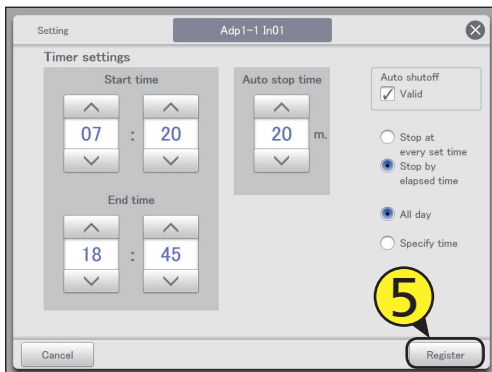 Setting
Adp1-1 In01
Timer settings
Start time
07 : 20
End time
18 : 45
Auto stop time
20 m.
Auto shutoff
Valid
Stop at
every set time
Stop by
elapsed time
All day
Specify time
5
Cancel
Register